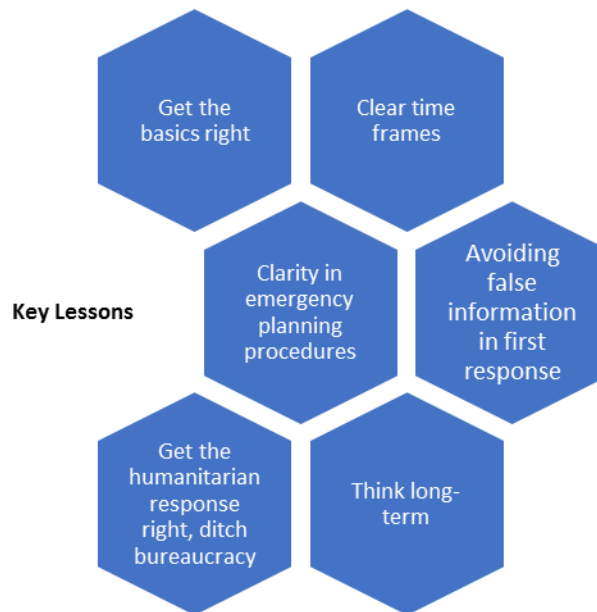 Get the
basics right
Clear time
frames
Key Lessons
Clarity in
emergency
planning
procedures
Avoiding
false
information
in first
response
Get the
humanitarian
response
right, ditch
bureaucracy
Think long-
term